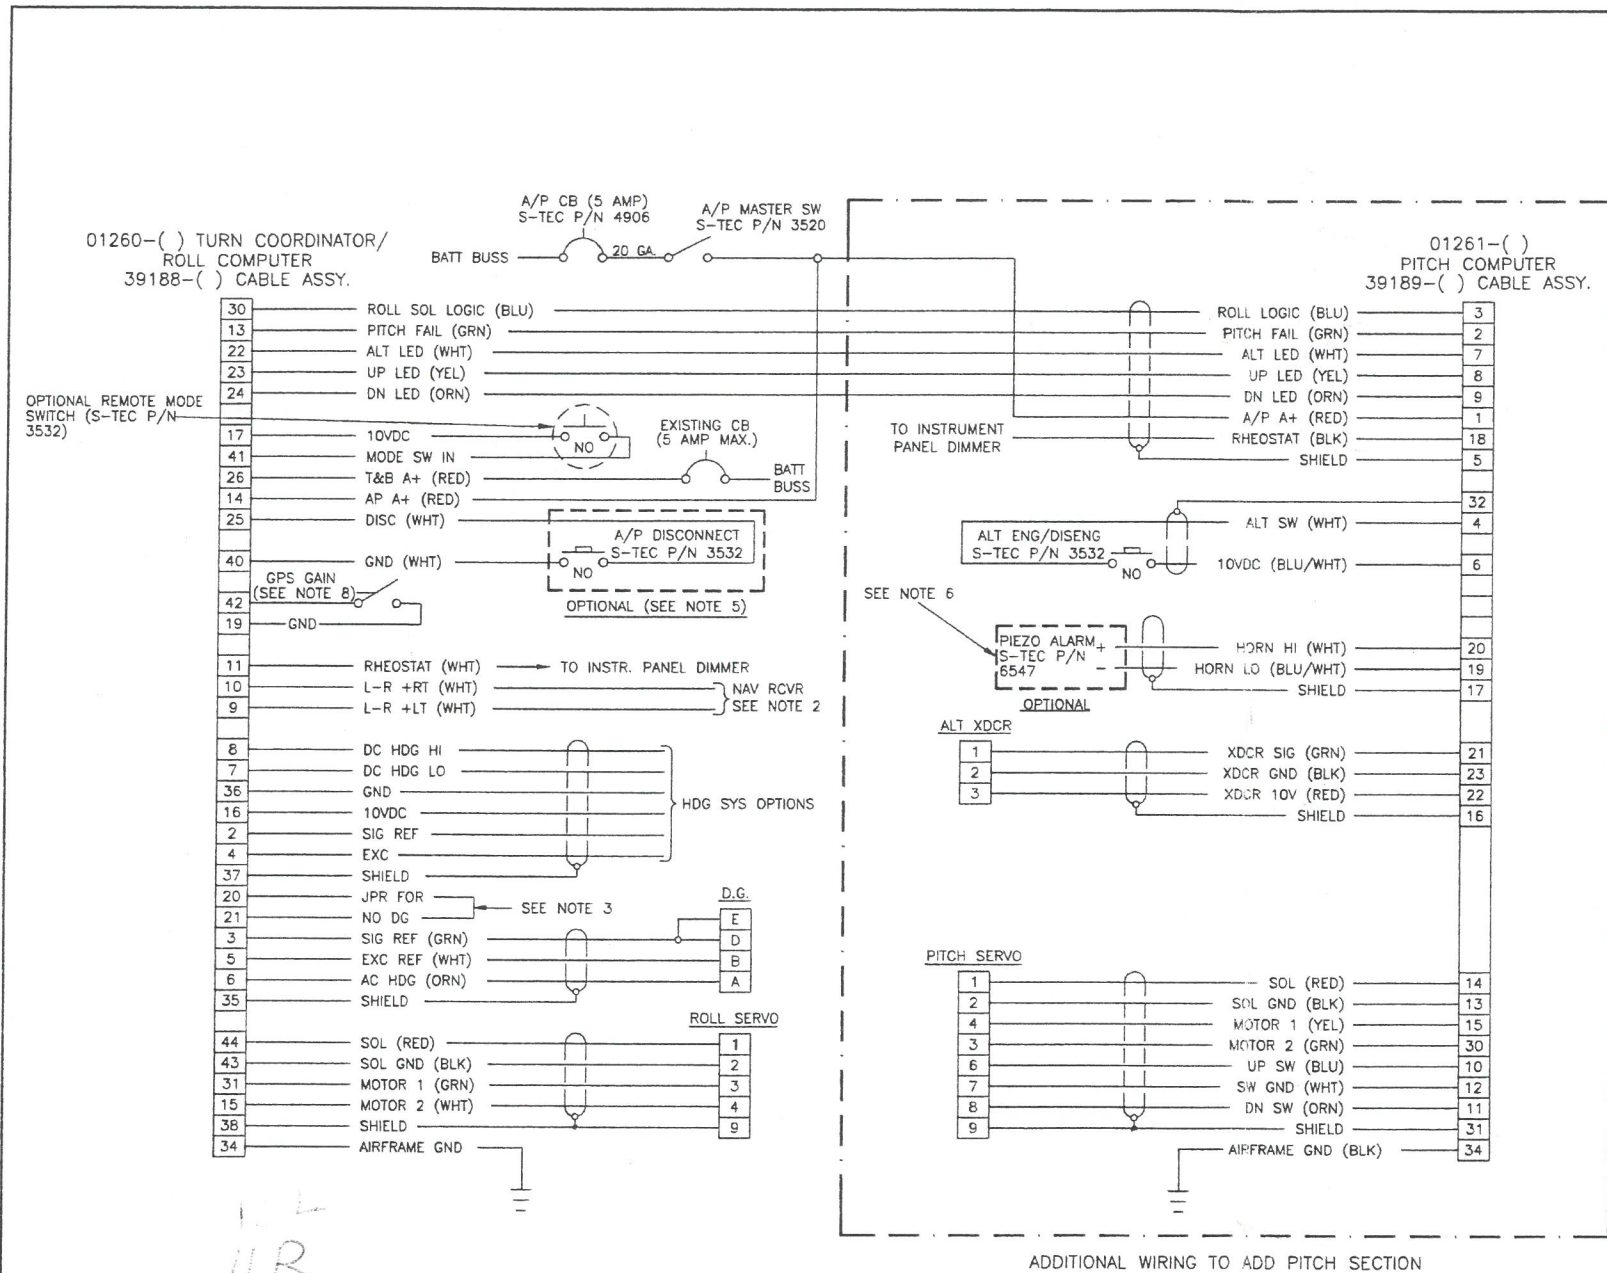 A/P CB (5 AMP)
S-TEC P/N 4906
A/P MASTER SW
S-TEC P/N 3520
BATT BUSS
20 GA.
01260-( ) TURN COORDINATOR/
ROLL COMPUTER
39188-( ) CABLE ASSY.
30 ROLL SOL LOGIC (BLU)
13 PITCH FAIL (GRN)
22 ALT LED (WHT)
23 UP LED (YEL)
24 DN LED (ORN)
OPTIONAL REMOTE MODE
SWITCH (S-TEC P/N
3532)
NO
17 10VDC
41 MODE SW IN
EXISTING CB
(5 AMP MAX.)
BATT
BUSS
26 T&B A+ (RED)
14 AP A+ (RED)
25 DISC (WHT)
A/P DISCONNECT
S-TEC P/N 3532
NO
OPTIONAL (SEE NOTE 5)
40 GND (WHT)
GPS GAIN
(SEE NOTE 8)
42
19 GND
11 RHEOSTAT (WHT) TO INSTR. PANEL DIMMER
10 L-R +RT (WHT)
9 L-R +LT (WHT)
NAV RCVR
SEE NOTE 2
8 DC HDG HI
7 DC HDG LO
36 GND
16 10VDC
2 SIG REF
4 EXC
37 SHIELD
HDG SYS OPTIONS
20 JPR FOR
21 NO DG
SEE NOTE 3
3 SIG REF (GRN)
5 EXC REF (WHT)
6 AC HDG (ORN)
35 SHIELD
D.G.
E
D
B
A
ROLL SERVO
44 SOL (RED) 1
43 SOL GND (BLK) 2
31 MOTOR 1 (GRN) 3
15 MOTOR 2 (WHT) 4
38 SHIELD 9
34 AIRFRAME GND
01261-( )
PITCH COMPUTER
39189-( ) CABLE ASSY.
ROLL LOGIC (BLU) 3
PITCH FAIL (GRN) 2
ALT LED (WHT) 7
UP LED (YEL) 8
DN LED (ORN) 9
A/P A+ (RED) 1
TO INSTRUMENT
PANEL DIMMER
RHEOSTAT (BLK) 18
SHIELD 5
32
ALT SW (WHT) 4
ALT ENG/DISENG
S-TEC P/N 3532
NO
10VDC (BLU/WHT) 6
SEE NOTE 6
PIEZO ALARM +
S-TEC P/N
6547 −
OPTIONAL
HORN HI (WHT) 20
HORN LO (BLU/WHT) 19
SHIELD 17
ALT XDCR
1 XDCR SIG (GRN) 21
2 XDCR GND (BLK) 23
3 XDCR 10V (RED) 22
SHIELD 16
PITCH SERVO
1 SOL (RED) 14
2 SOL GND (BLK) 13
4 MOTOR 1 (YEL) 15
3 MOTOR 2 (GRN) 30
6 UP SW (BLU) 10
7 SW GND (WHT) 12
8 DN SW (ORN) 11
9 SHIELD 31
AIRFRAME GND (BLK) 34
ADDITIONAL WIRING TO ADD PITCH SECTION